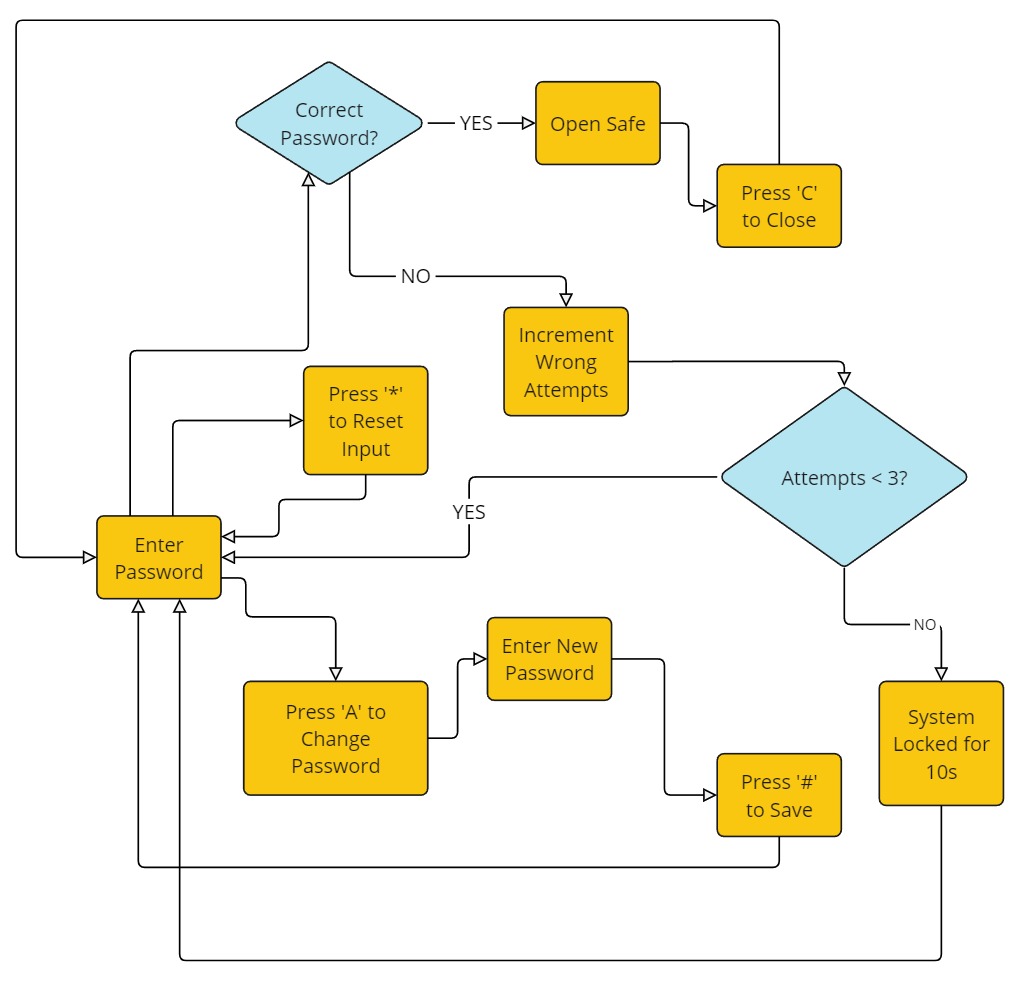 Correct
Password?
YES
Open Safe
Press 'C'
to Close
NO
Increment
Wrong
Attempts
Press '*'
to Reset
Input
Attempts < 3?
YES
Enter
Password
Enter New
Password
NO
Press 'A' to
Change
Password
System
Locked for
10s
Press '#'
to Save